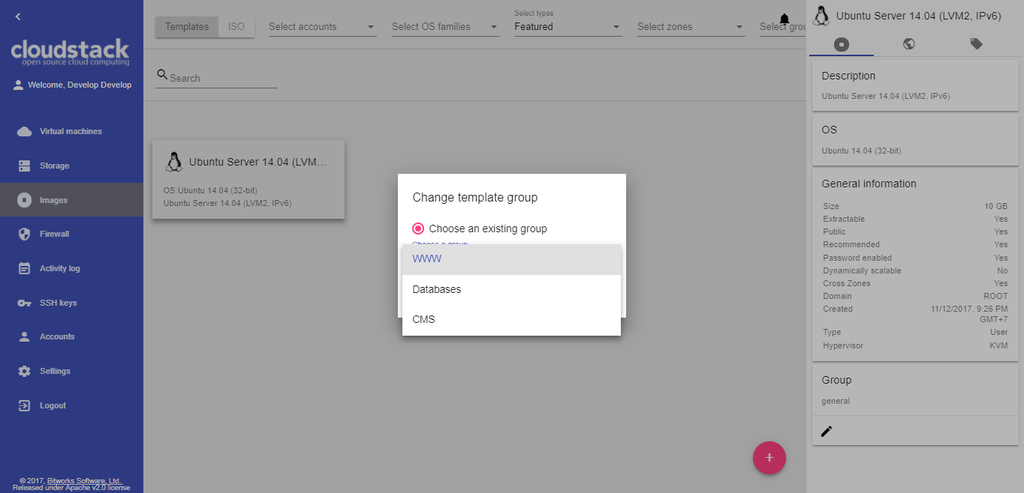 cloudstack
open source cloud computing
Welcome, Develop Develop
Virtual machines
Storage
Images
Firewall
Activity log
SSH keys
Accounts
Settings
Logout
© 2017, Bitworks Software, Ltd.
Released under Apache v2.0 license
Templates
ISO
Select accounts
Select OS families
Select types
Featured
Select zones
Select grou
Search
Ubuntu Server 14.04 (LVM...
OS:Ubuntu 14.04 (32-bit)
Ubuntu Server 14.04 (LVM2, IPv6)
Change template group
Choose an existing group
Choose a group
WWW
Databases
CMS
Ubuntu Server 14.04 (LVM2, IPv6)
Description
Ubuntu Server 14.04 (LVM2, IPv6)
OS
Ubuntu 14.04 (32-bit)
General information
Size 10 GB
Extractable Yes
Public Yes
Recommended Yes
Password enabled Yes
Dynamically scalable No
Cross Zones Yes
Domain ROOT
Created 11/12/2017, 9:26 PM
GMT+7
Type User
Hypervisor KVM
Group
general